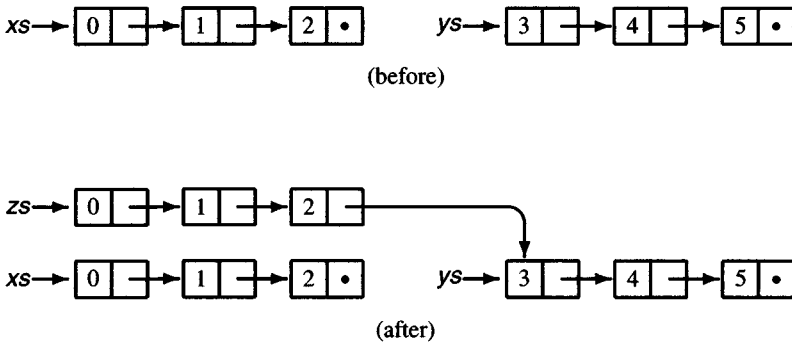 xs 0 1 2 • ys 3 4 5 •
(before)
zs 0 1 2
xs 0 1 2 • ys 3 4 5 •
(after)